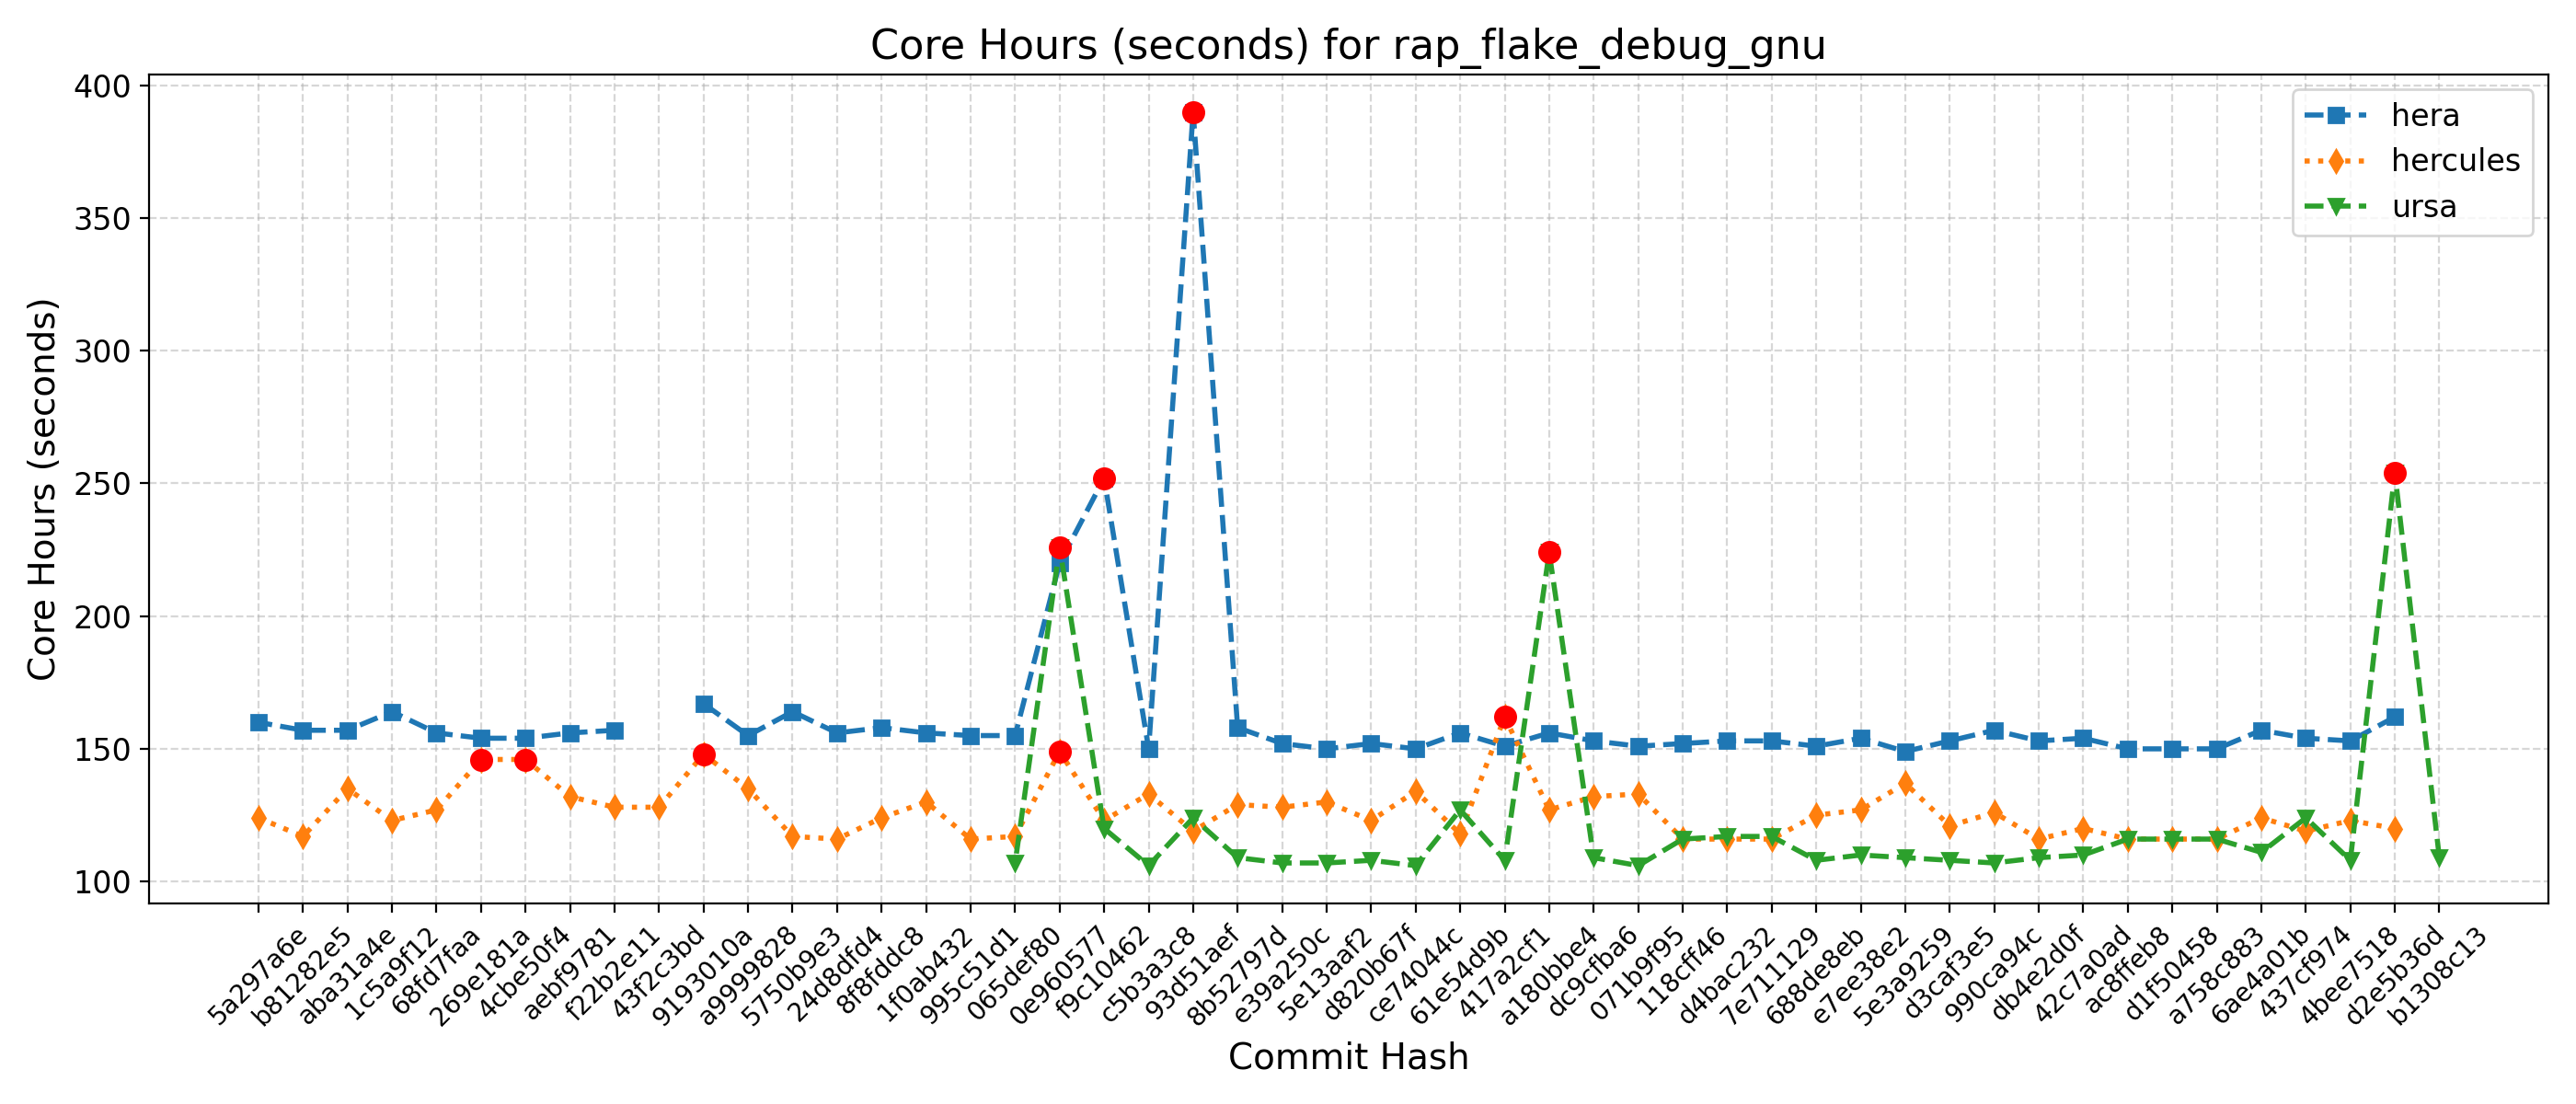 Core Hours (seconds) for rap_flake_debug_gnu
400
350
300
250
200
150
100
Core Hours (seconds)
hera
hercules
ursa
5a297a6e
b81282e5
aba31a4e
1c5a9f12
68fd7faa
269e181a
4cbe50f4
aebf9781
f22b2e11
43f2c3bd
9193010a
a9999828
5750b9e3
24d8dfd4
8f8fddc8
1f0ab432
995c51d1
065def80
0e960577
f9c10462
c5b3a3c8
93d51aef
8b52797d
e39a250c
5e13aaf2
d820b67f
ce74044c
61e54d9b
417a2cf1
a180bbe4
dc9cfba6
071b9f95
118cff46
d4bac232
7e711129
688de8eb
e7ee38e2
5e3a9259
d3caf3e5
990ca94c
db4e2d0f
42c7a0ad
ac8ffeb8
d1f50458
a758c883
6ae4a01b
437cf974
4bee7518
d2e5b36d
b1308c13
Commit Hash